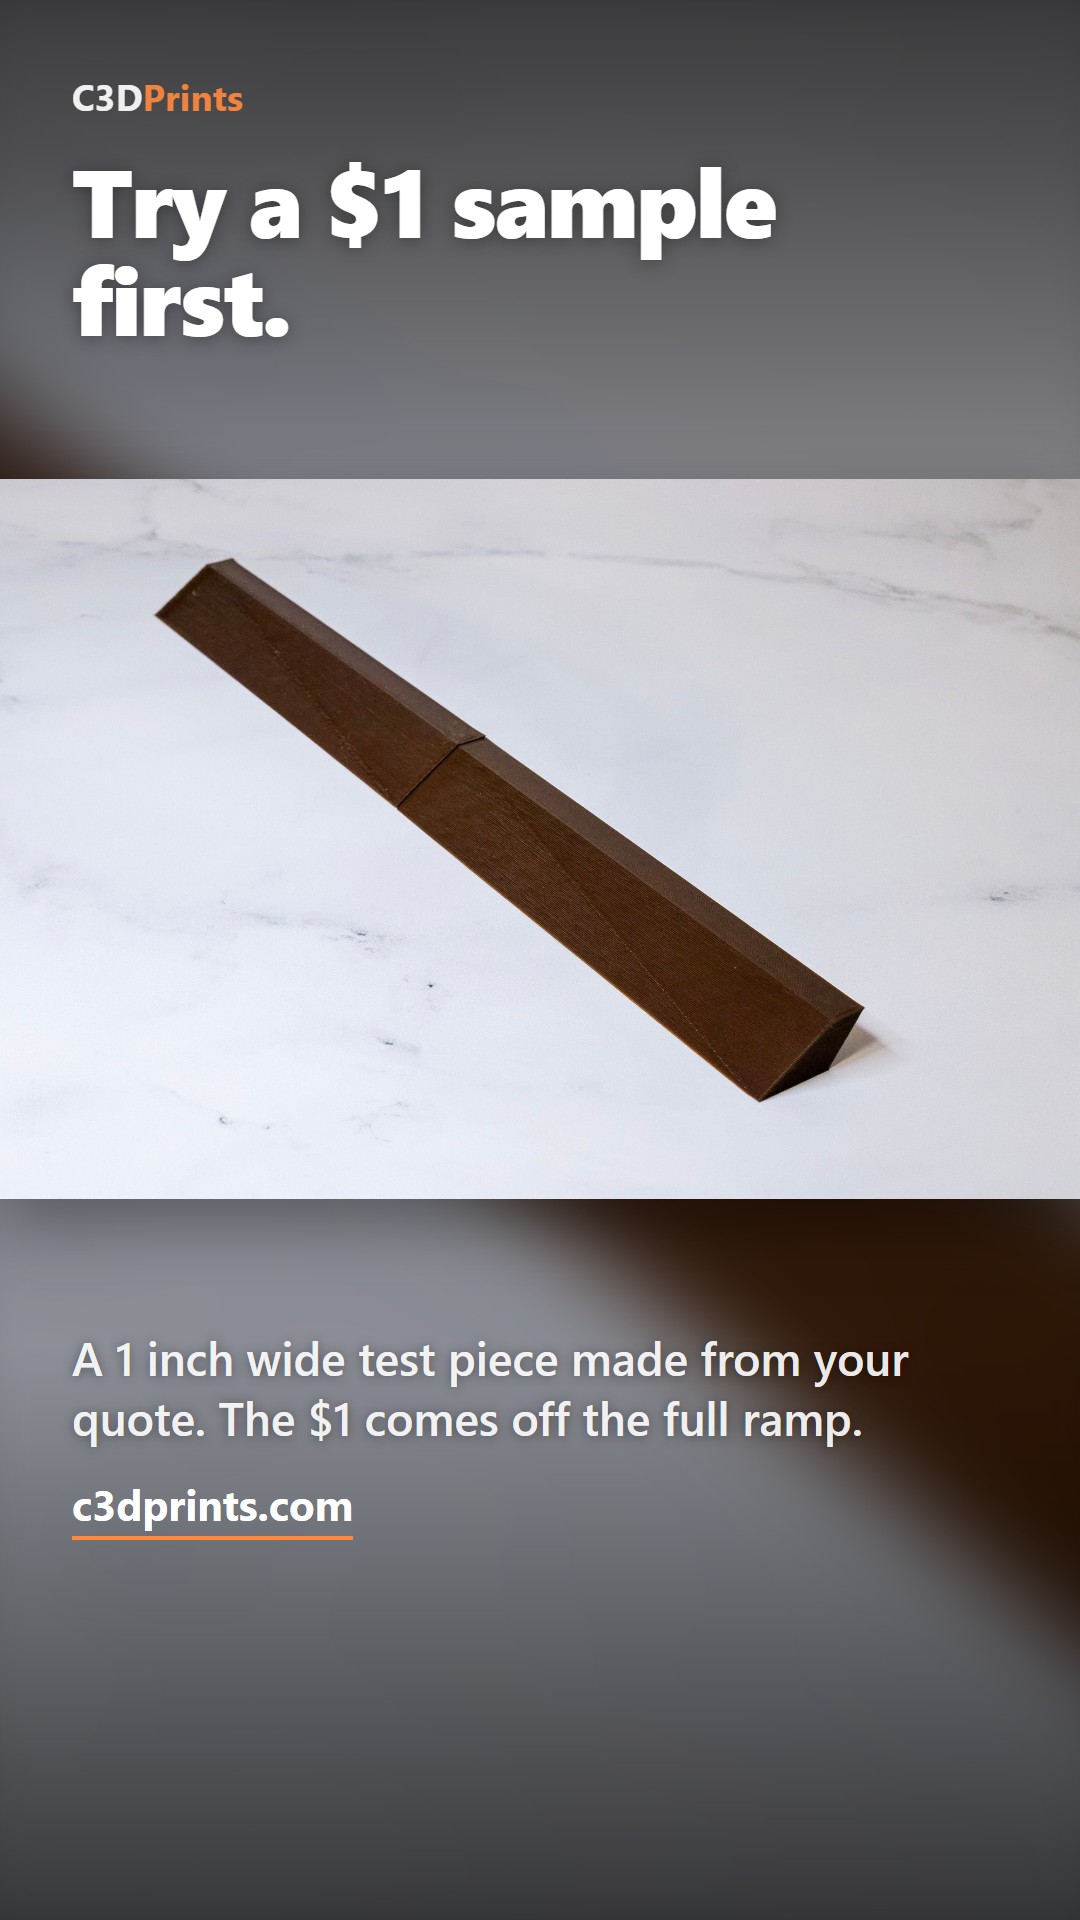 C3DPrints
Try a $1 sample
first.
A 1 inch wide test piece made from your
quote. The $1 comes off the full ramp.
c3dprints.com